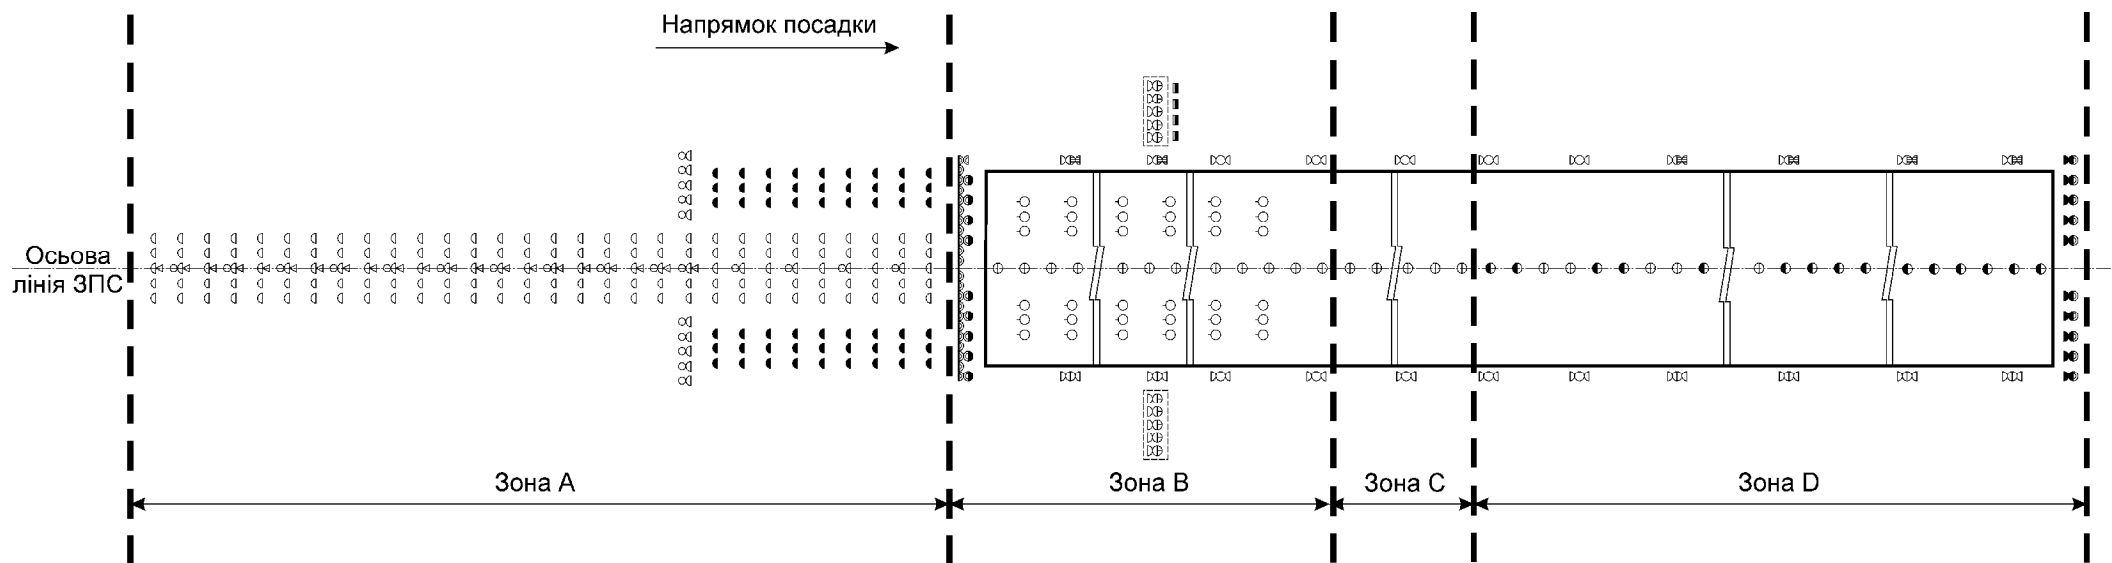 Напрямок посадки
Осьова
лінія ЗПС
Зона A
Зона B
Зона C
Зона D